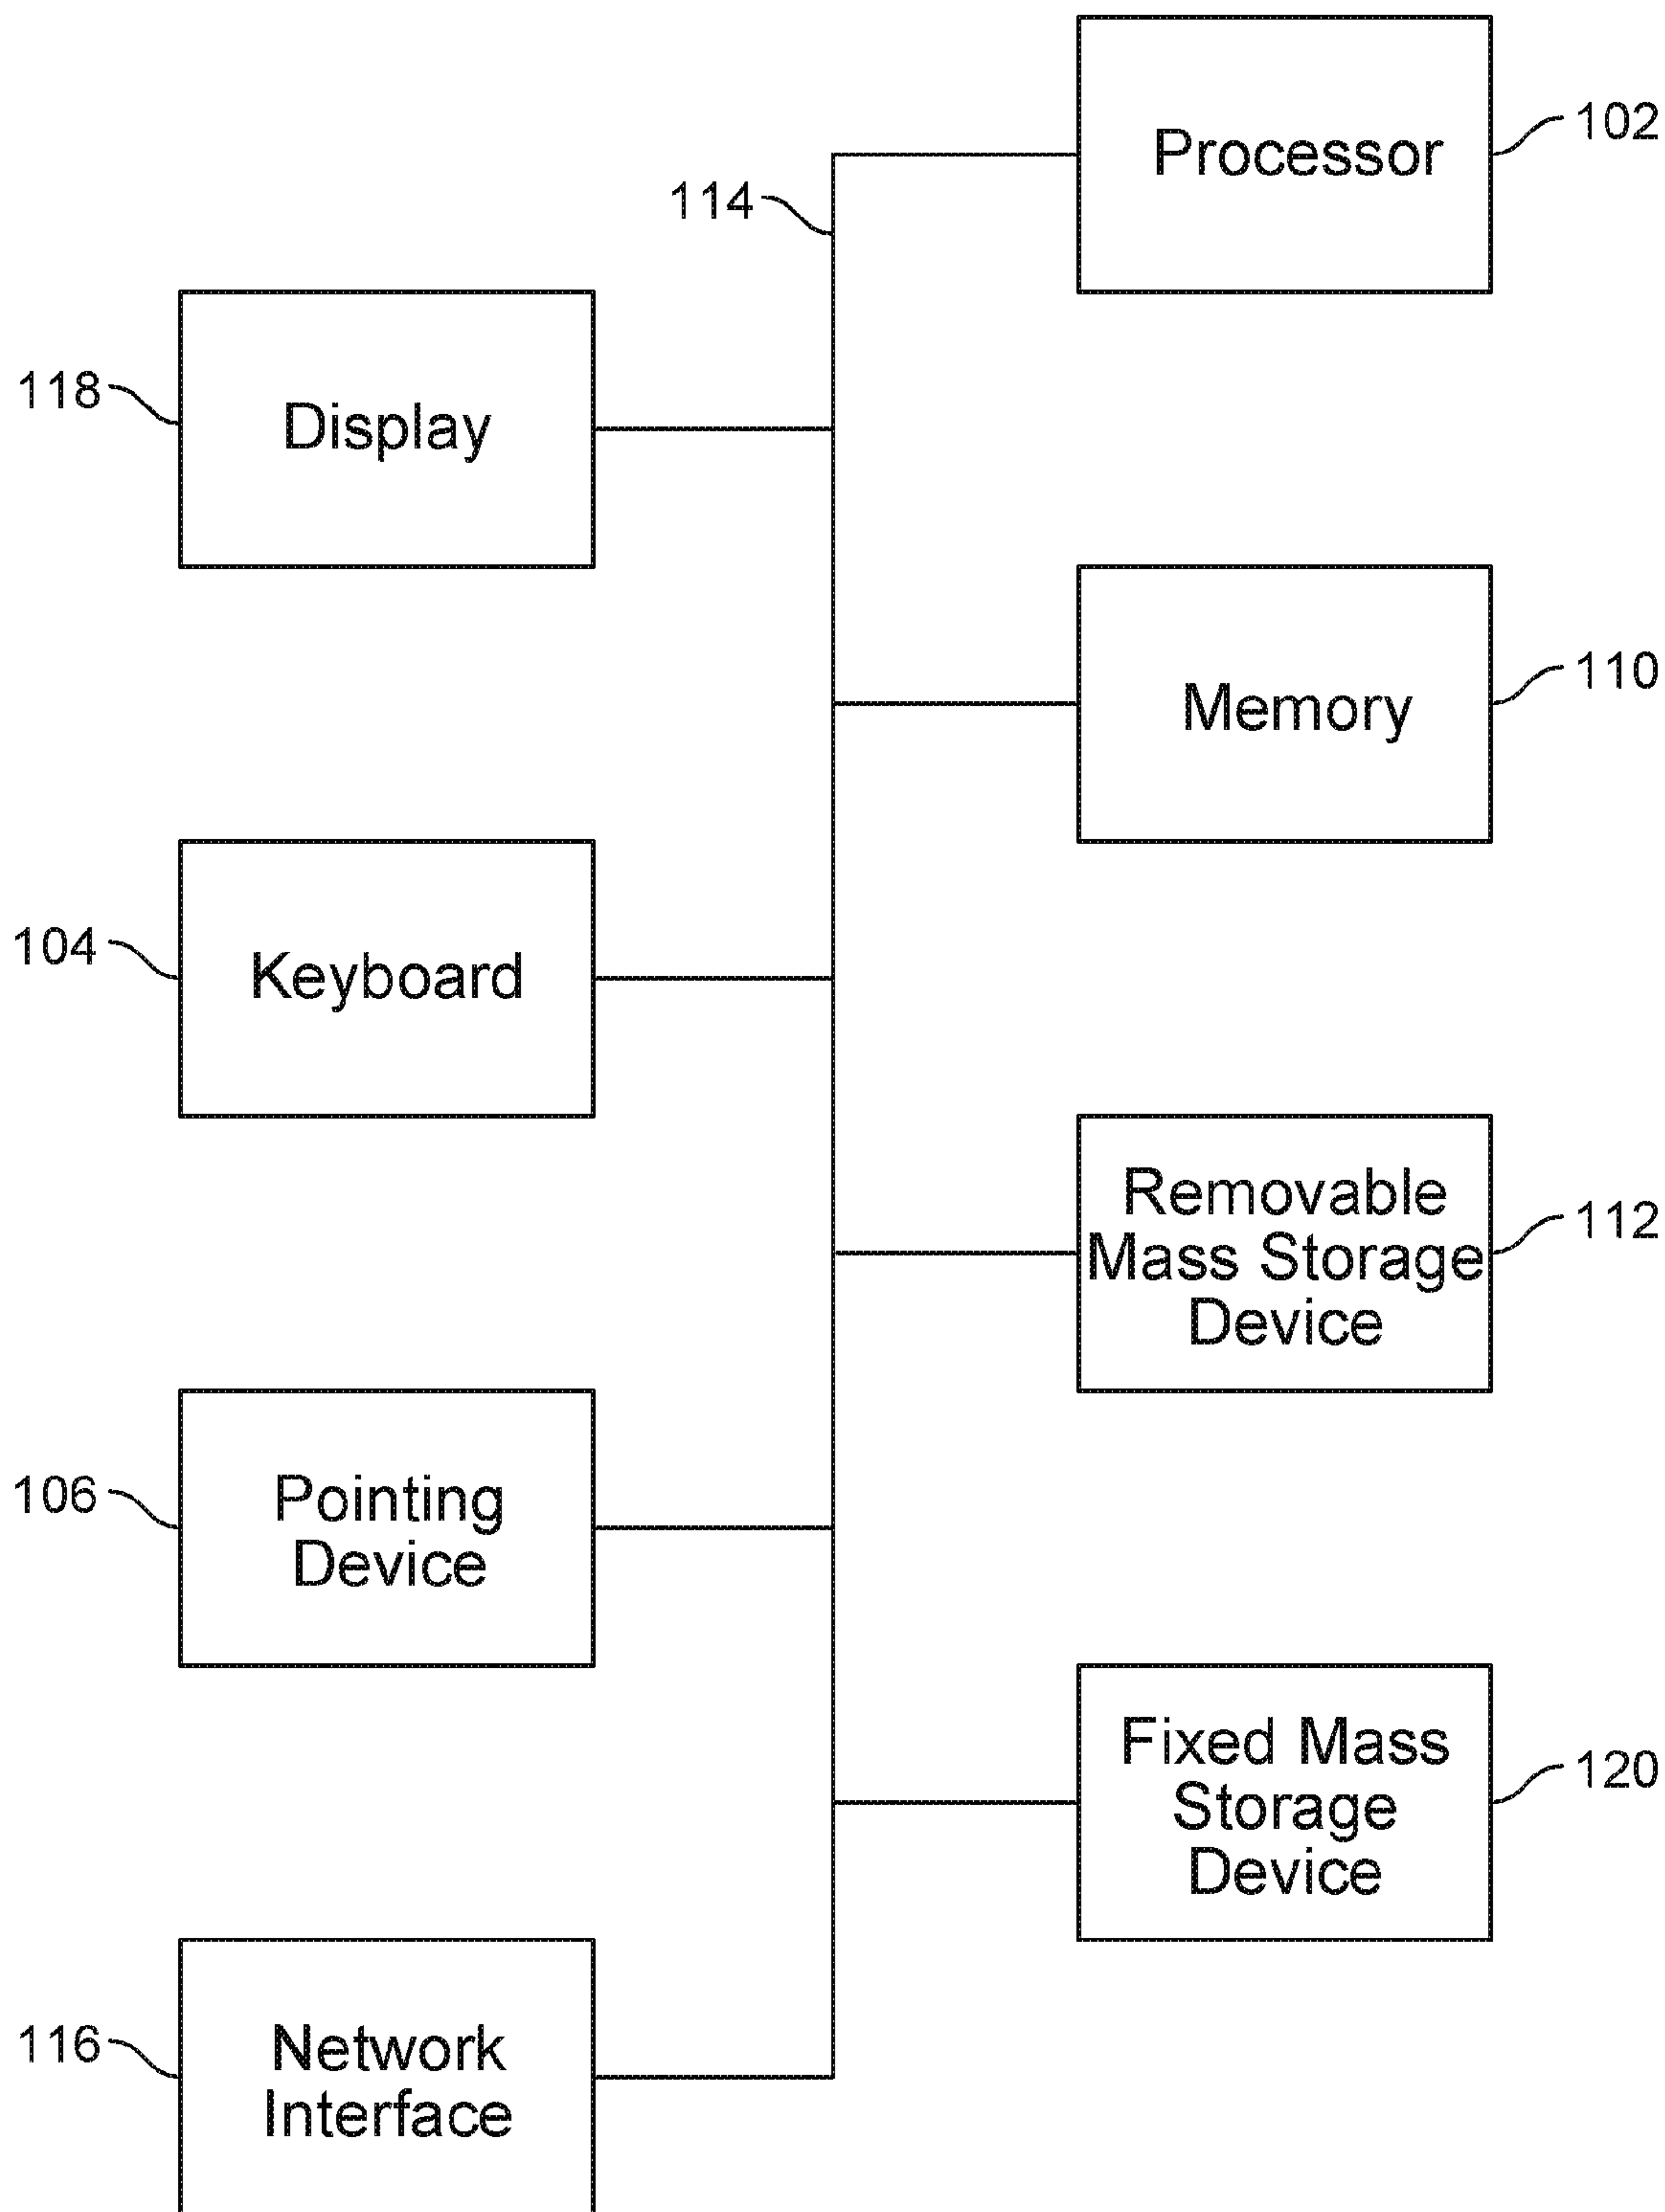 Processor
102
114
118
Display
Memory
110
104
Keyboard
Removable
Mass Storage
Device
112
106
Pointing
Device
Fixed Mass
Storage
Device
120
116
Network
Interface